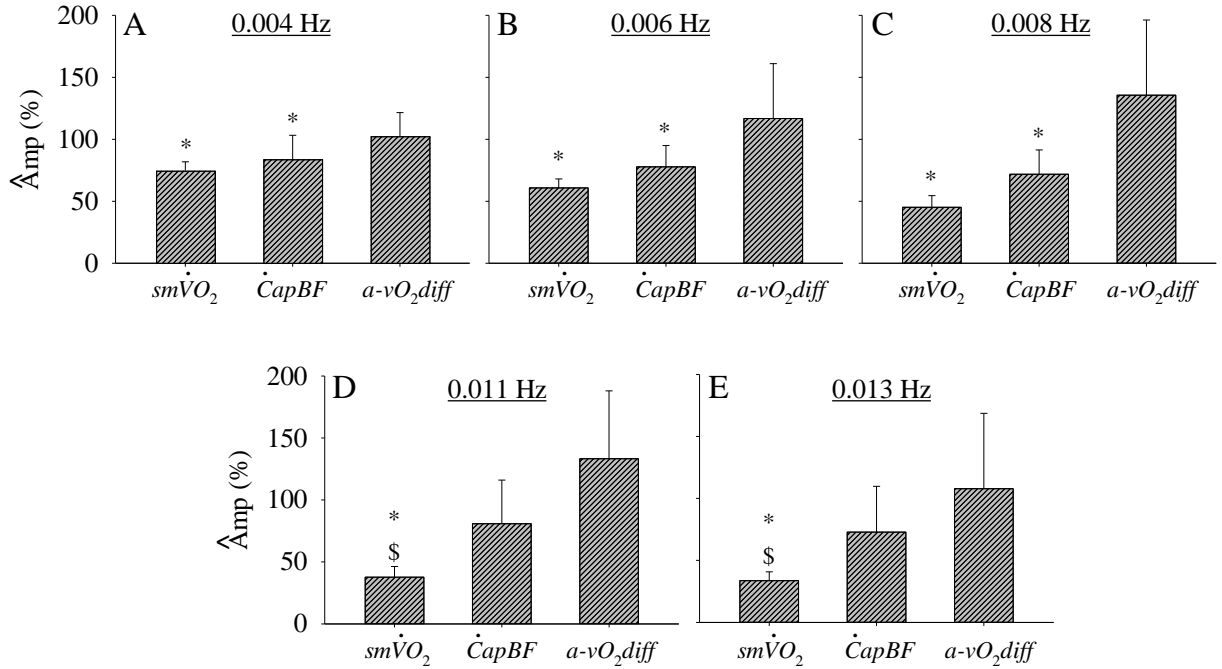 A 0.004 Hz B 0.006 Hz C 0.008 Hz
200
150
100
50
0
Âmp (%)
* *
* *
* *
smV̇O₂ ĊapBF a-vO₂diff smV̇O₂ ĊapBF a-vO₂diff smV̇O₂ ĊapBF a-vO₂diff
D 0.011 Hz E 0.013 Hz
200
150
100
50
0
Âmp (%)
* *
$ $
smV̇O₂ ĊapBF a-vO₂diff smV̇O₂ ĊapBF a-vO₂diff